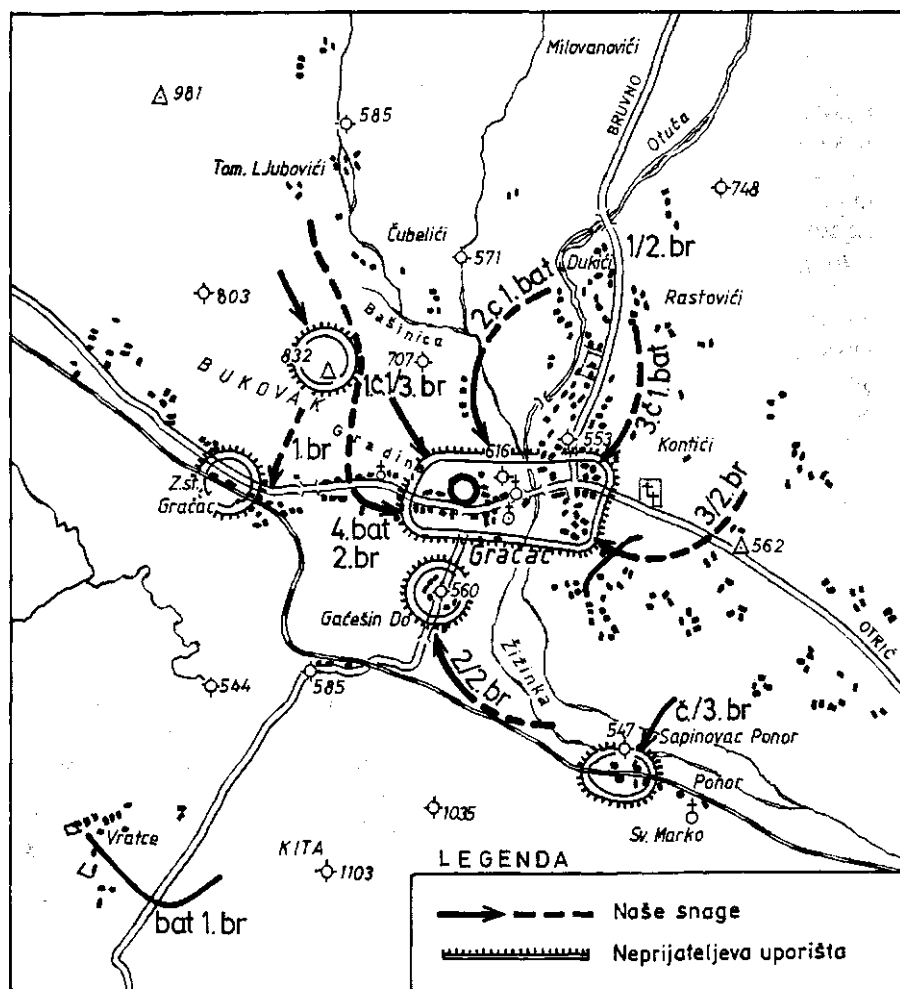 Milovanovići
981
585
BRUVNO
Otuča
Tom. LJubovići
748
Čubelići
571
1/2. br
Dukići
803
2.č 1. bat
Rastovići
Bašinica
832
707
BUKOVAK
1.č.1/3. br
3.č 1. bat
Gradina
553
1. br
616
Kontići
Ž.st.
Gračac
3/2. br
4. bat
2. br
Gračac
562
560
Gaćešin Do
OTRIĆ
2/2. br
Žižinka
544
585
č./3. br
547
Sapinovac Ponor
Ponor
1035
Sv. Marko
Vratce
KITA
1103
LEGENDA
bat 1. br
Naše snage
Neprijateljeva uporišta